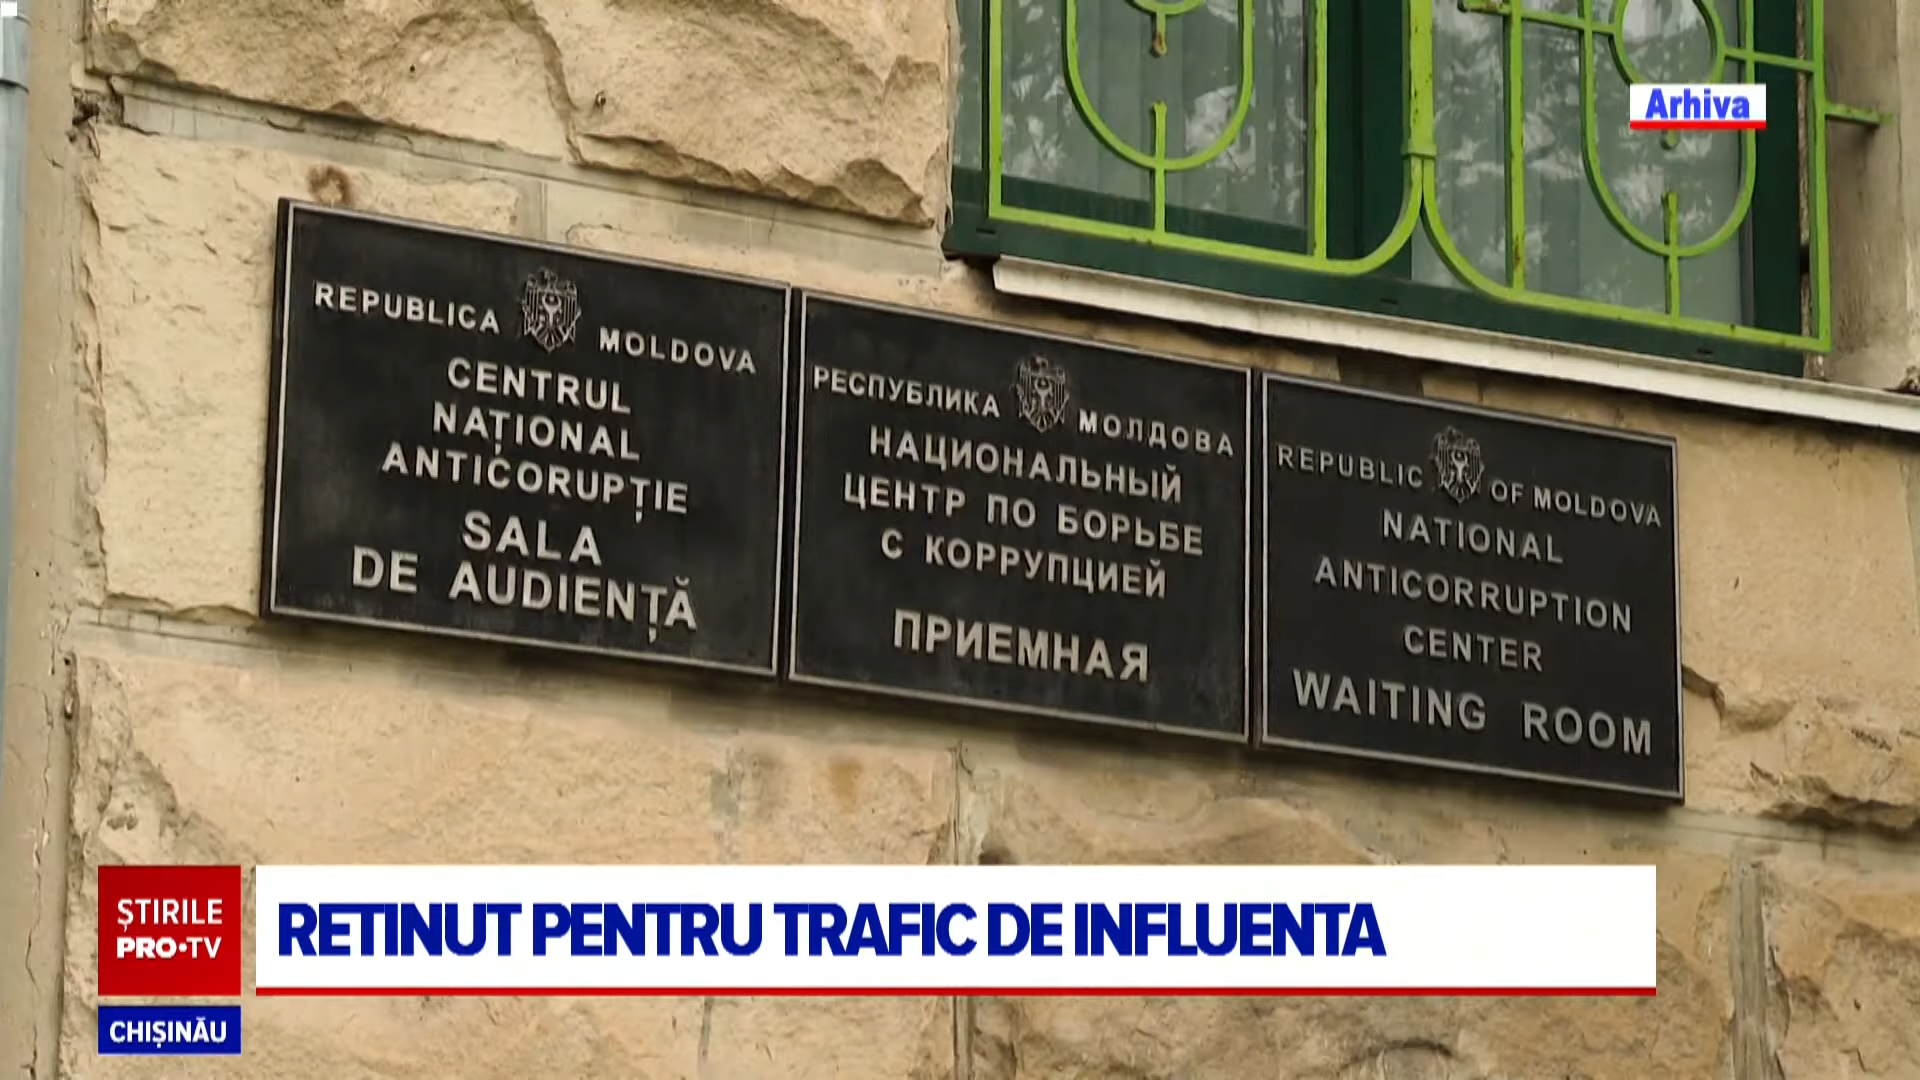 Arhiva
REPUBLICA MOLDOVA
CENTRUL
NAȚIONAL
ANTICORUPȚIE
SALA
DE AUDIENȚĂ
РЕСПУБЛИКА МОЛДОВА
НАЦИОНАЛЬНЫЙ
ЦЕНТР ПО БОРЬБЕ
С КОРРУПЦИЕЙ
ПРИЕМНАЯ
REPUBLIC OF MOLDOVA
NATIONAL
ANTICORRUPTION
CENTER
WAITING ROOM
ȘTIRILE
PRO•TV
CHIȘINĂU
RETINUT PENTRU TRAFIC DE INFLUENTA